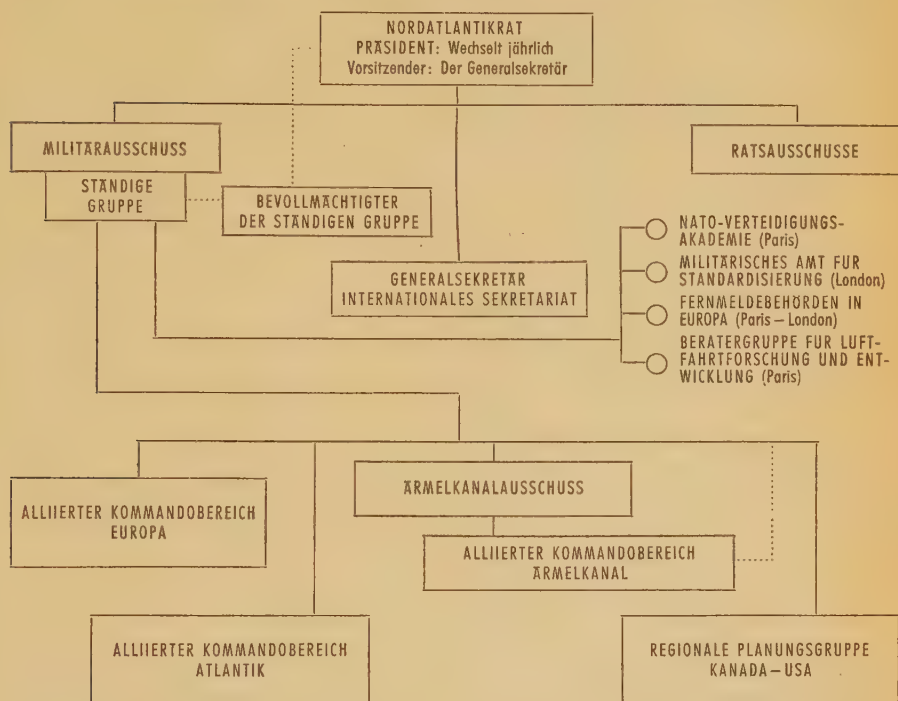 NORDATLANTIKRAT
PRÄSIDENT: Wechselt jährlich
Vorsitzender: Der Generalsekretär
MILITÄRAUSSCHUSS
RATSAUSSCHUSSE
STÄNDIGE
GRUPPE
BEVOLLMÄCHTIGTER
DER STÄNDIGEN GRUPPE
GENERALSEKRETÄR
INTERNATIONALES SEKRETARIAT
NATO-VERTEIDIGUNGS-
AKADEMIE (Paris)
MILITÄRISCHES AMT FUR
STANDARDISIERUNG (London)
FERNMELDEBEHÖRDEN IN
EUROPA (Paris — London)
BERATERGRUPPE FÜR LUFT-
FAHRTFORSCHUNG UND ENT-
WICKLUNG (Paris)
ALLIIERTER KOMMANDOBEREICH
EUROPA
ÄRMELKANALAUSSCHUSS
ALLIIERTER KOMMANDOBEREICH
ÄRMELKANAL
ALLIIERTER KOMMANDOBEREICH
ATLANTIK
REGIONALE PLANUNGSGRUPPE
KANADA—USA